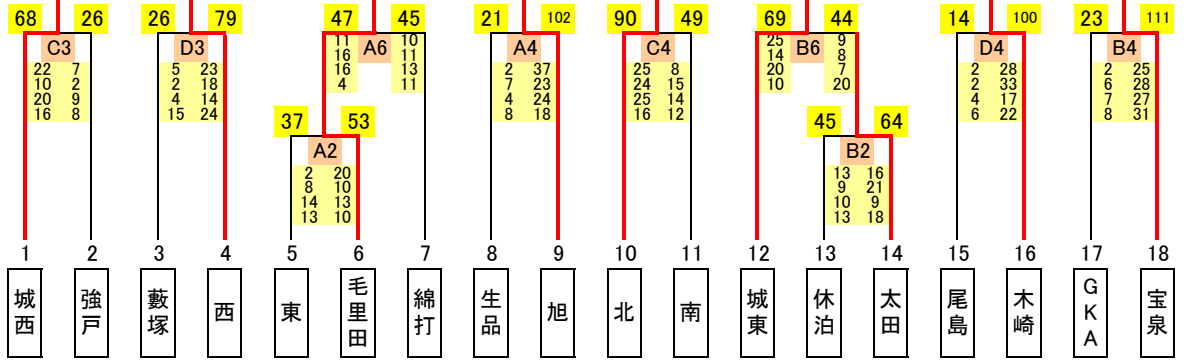 68 26 26 79 47 45 21 102 90 49 69 44 14 100 23 111
C3 D3 A6 A4 C4 B6 D4 B4
11 10 25 9
16 11 14 8
16 13 20 7
4 11 10 20
22 7 5 23 2 37 25 8 2 28 2 25
10 2 2 18 7 23 24 15 2 33 6 28
20 9 4 14 4 24 25 14 4 17 7 27
16 8 15 24 8 18 16 12 6 22 8 31
37 53 45 64
A2 B2
2 20 13 16
8 10 9 21
14 13 10 9
13 10 13 18
1 2 3 4 5 6 7 8 9 10 11 12 13 14 15 16 17 18
城西
強戸
藪塚
西
東
毛里田
綿打
生品
旭
北
南
城東
休泊
太田
尾島
木崎
GKA
宝泉